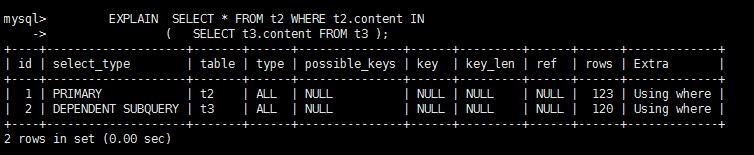 mysql>        EXPLAIN  SELECT * FROM t2 WHERE t2.content IN
    ->               (   SELECT t3.content FROM t3 );
+----+--------------------+-------+------+---------------+------+---------+------+------+-------------+
| id | select_type        | table | type | possible_keys | key  | key_len | ref  | rows | Extra       |
+----+--------------------+-------+------+---------------+------+---------+------+------+-------------+
|  1 | PRIMARY            | t2    | ALL  | NULL          | NULL | NULL    | NULL |  123 | Using where |
|  2 | DEPENDENT SUBQUERY | t3    | ALL  | NULL          | NULL | NULL    | NULL |  120 | Using where |
+----+--------------------+-------+------+---------------+------+---------+------+------+-------------+
2 rows in set (0.00 sec)